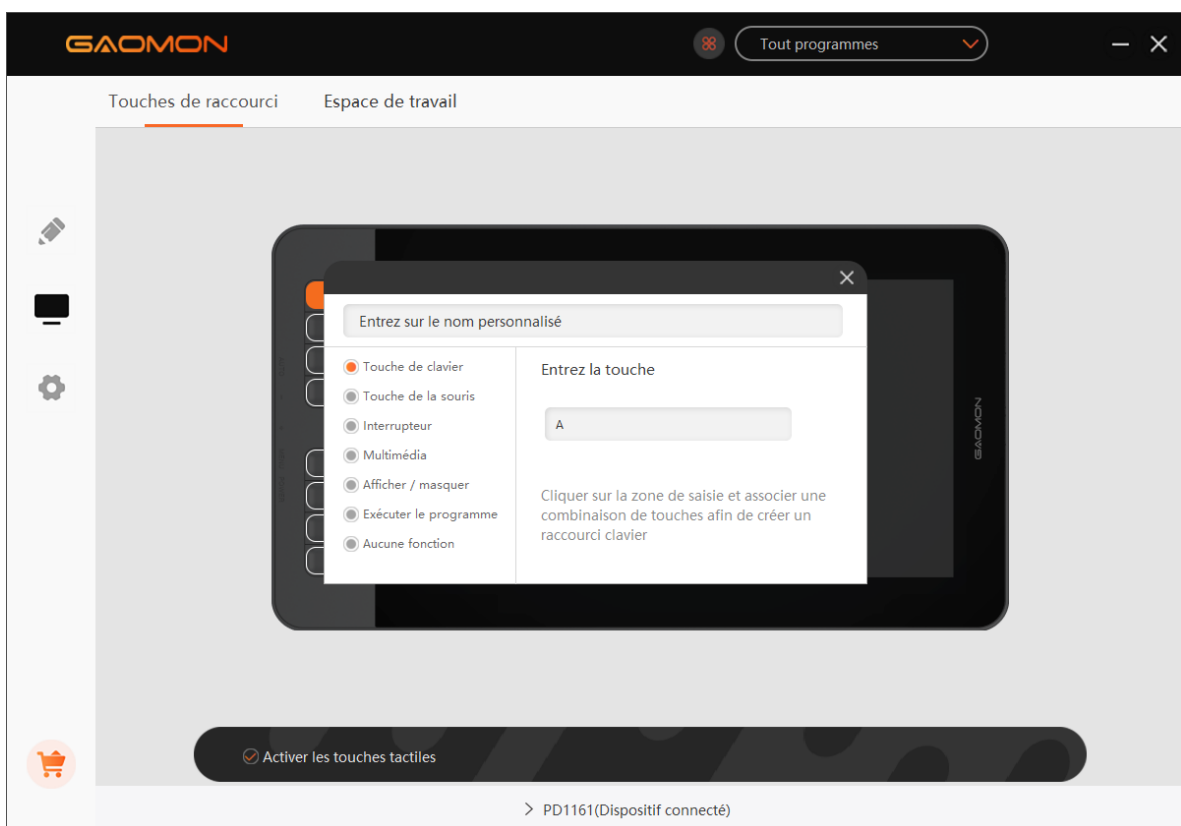 GAOMON
Tout programmes
Touches de raccourci
Espace de travail
Entrez sur le nom personnalisé
Touche de clavier
Touche de la souris
Interrupteur
Multimédia
Afficher / masquer
Exécuter le programme
Aucune fonction
Entrez la touche
A
Cliquer sur la zone de saisie et associer une
combinaison de touches afin de créer un
raccourci clavier
GAOMON
Activer les touches tactiles
PD1161(Dispositif connecté)